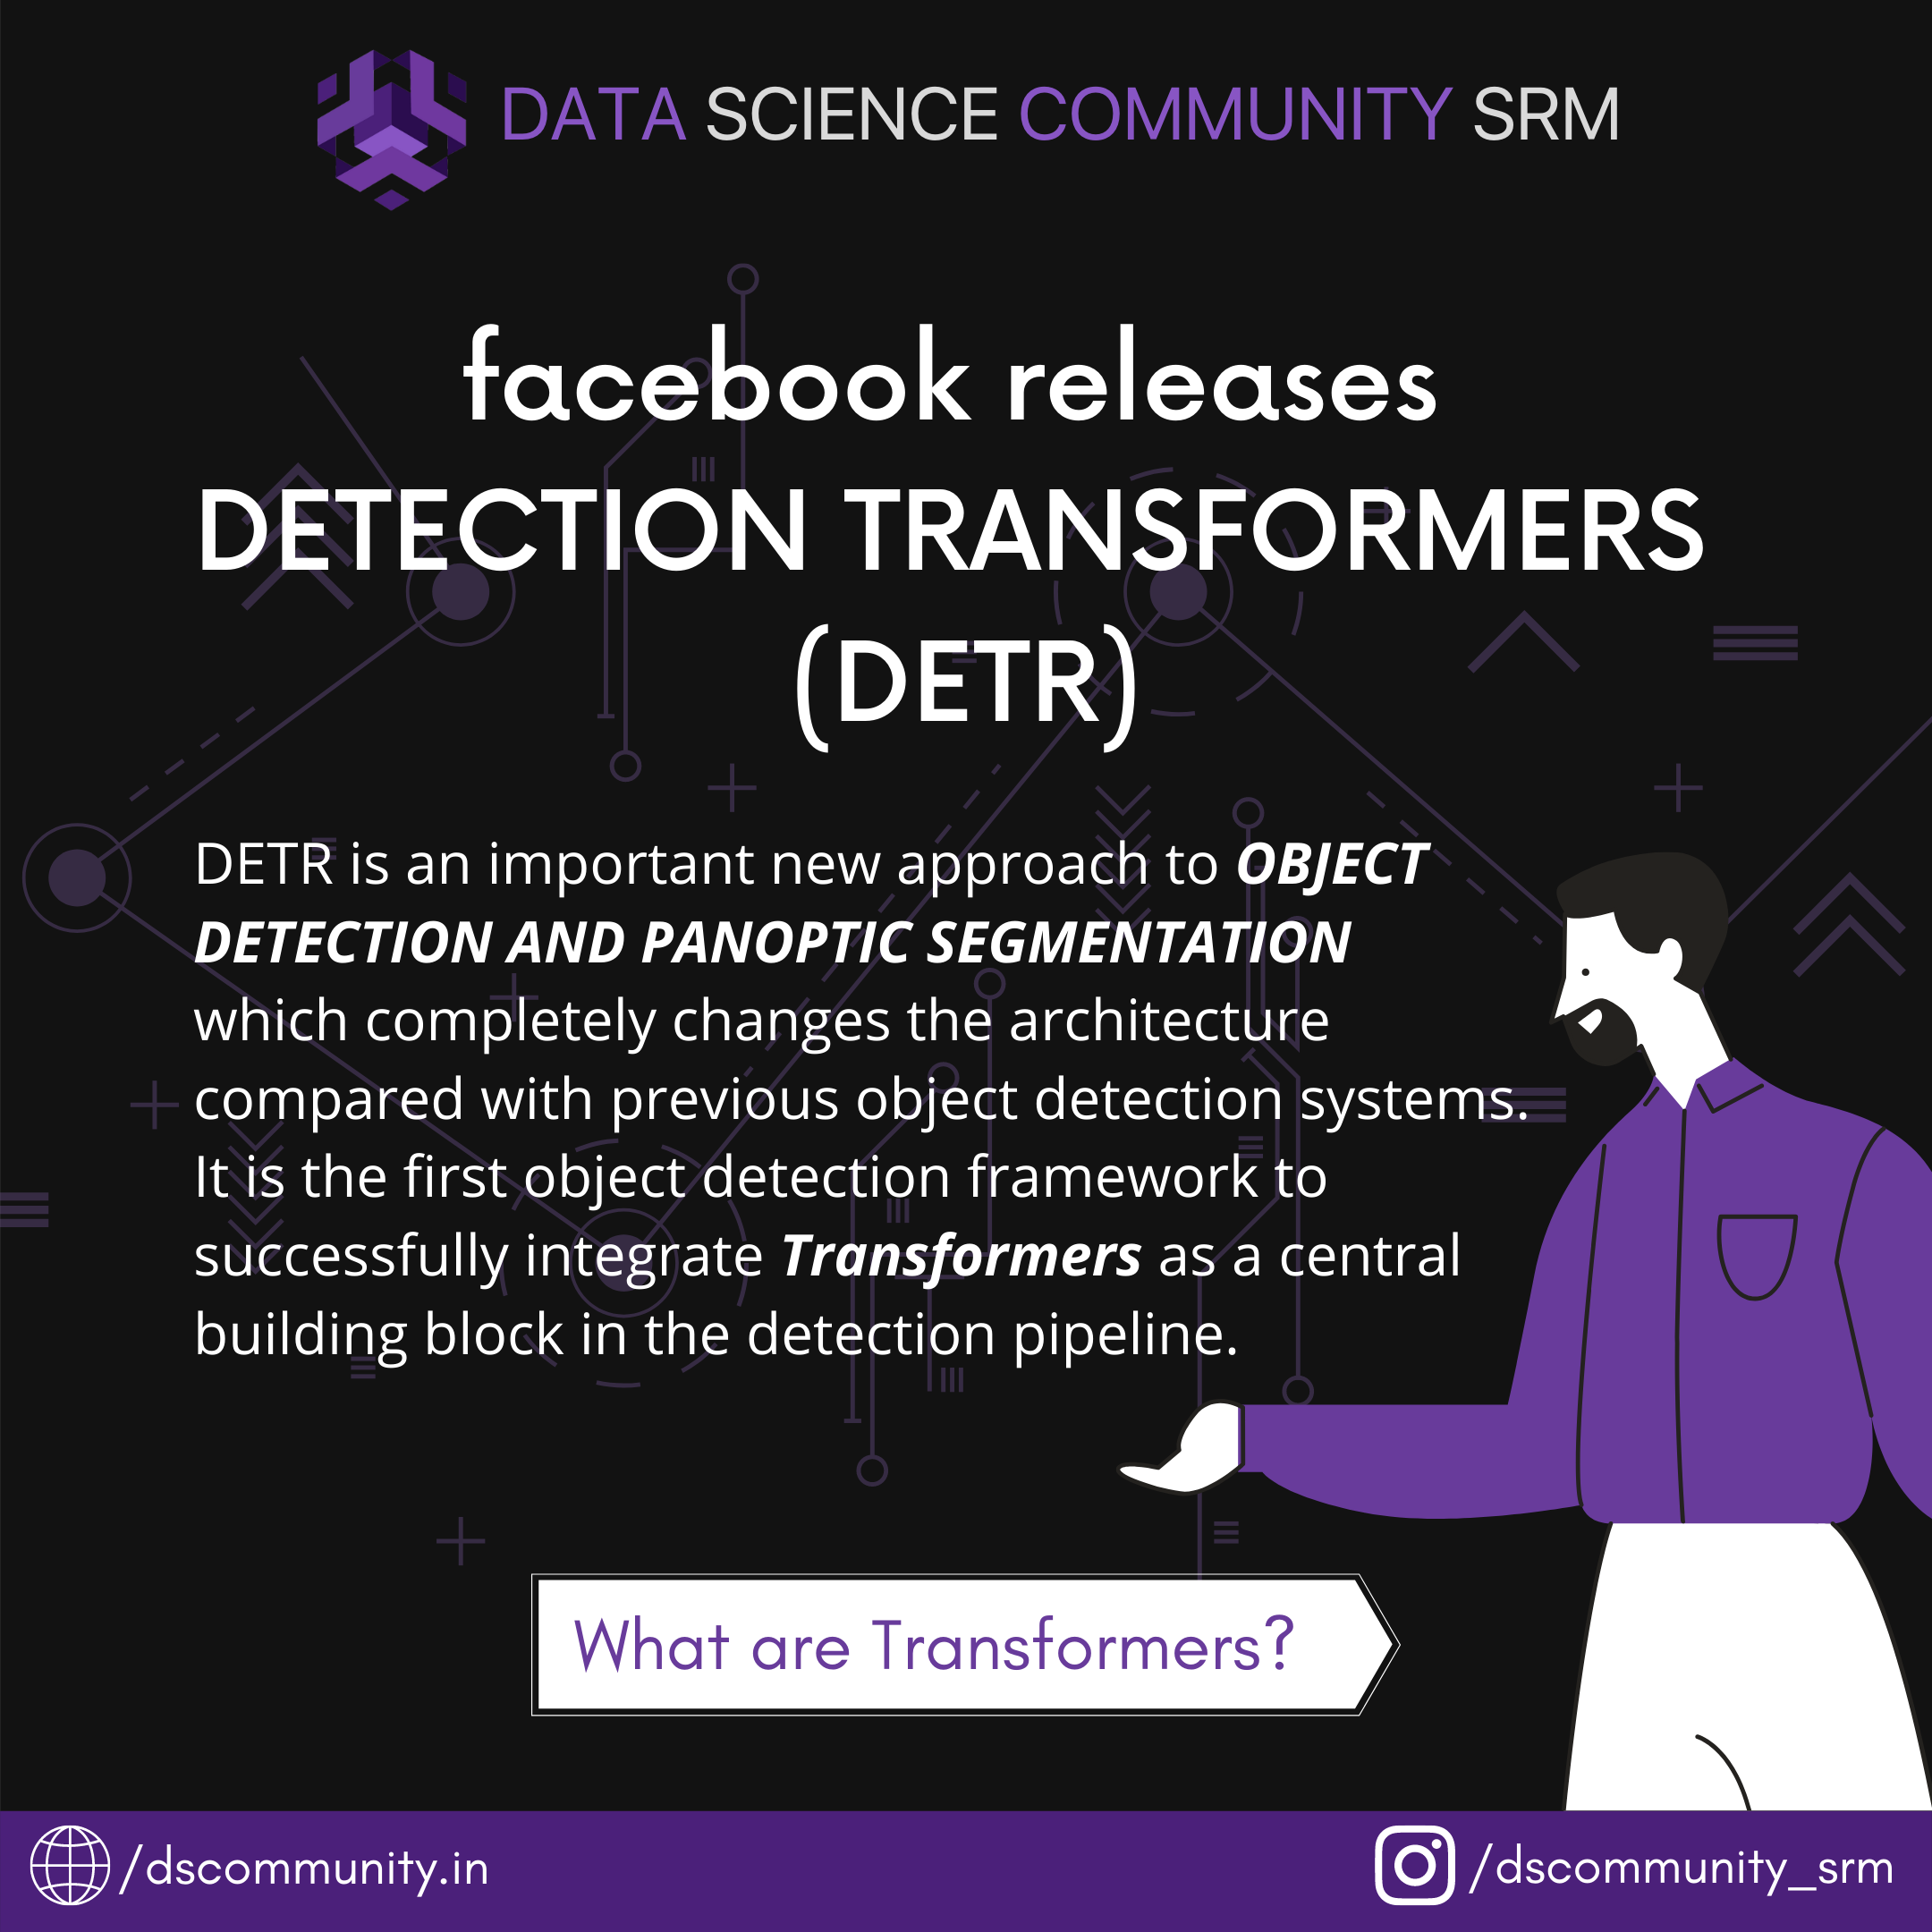 DATA SCIENCE COMMUNITY SRM
facebook releases
DETECTION TRANSFORMERS
(DETR)
DETR is an important new approach to OBJECT
DETECTION AND PANOPTIC SEGMENTATION
which completely changes the architecture
compared with previous object detection systems.
It is the first object detection framework to
successfully integrate Transformers as a central
building block in the detection pipeline.
What are Transformers?
/dscommunity.in
/dscommunity_srm